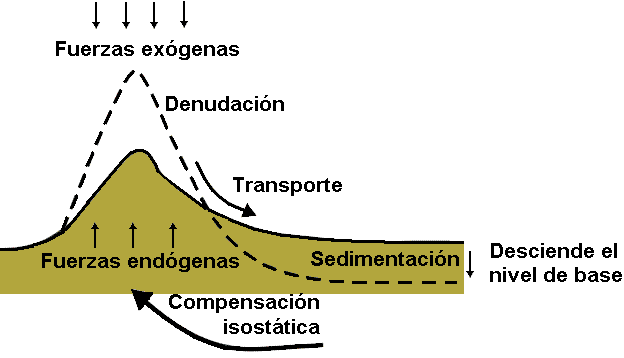 Fuerzas exógenas
Denudación
Transporte
Sedimentación
Desciende el
nivel de base
Fuerzas endógenas
Compensación
isostática